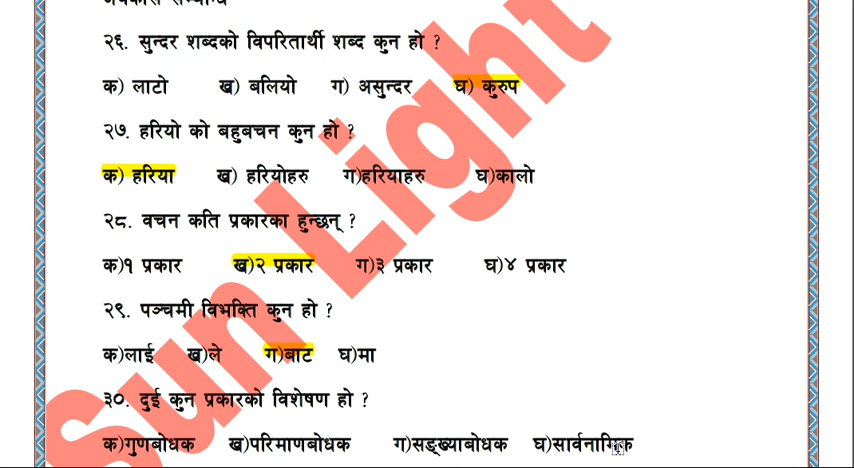 २६. सुन्दर शब्दको विपरितार्थी शब्द कुन हो ?
क) लाटो ख) बलियो ग) असुन्दर घ) कुरुप
२७. हरियो को बहुबचन कुन हो ?
क) हरिया ख) हरियोहरु ग)हरियाहरु घ)कालो
२८. वचन कति प्रकारका हुन्छन् ?
क)१ प्रकार ख)२ प्रकार ग)३ प्रकार घ)४ प्रकार
२९. पञ्चमी विभक्ति कुन हो ?
क)लाई ख)ले ग)बाट घ)मा
३०. दुई कुन प्रकारको विशेषण हो ?
क)गुणबोधक ख)परिमाणबोधक ग)सङ्ख्याबोधक घ)सार्वनामिक
Sun Light